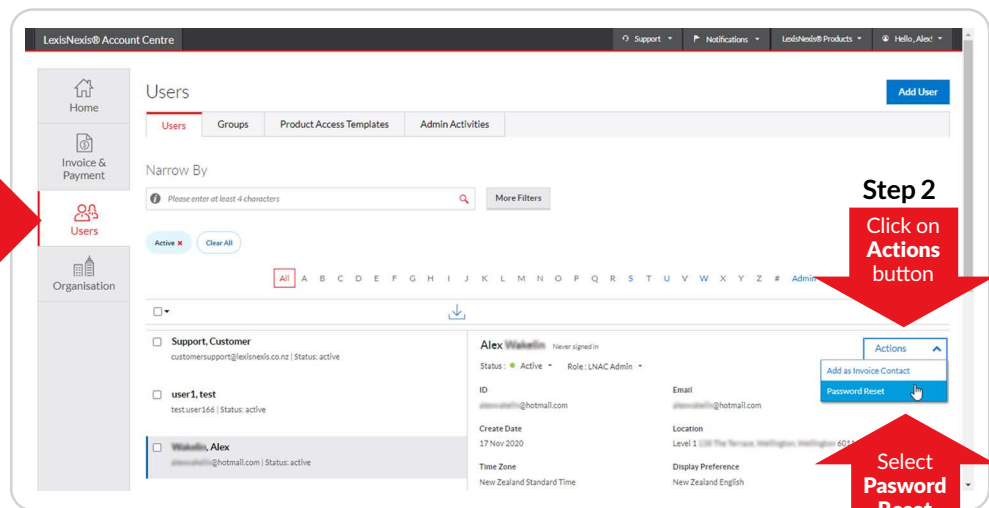 LexisNexis® Account Centre
Support
Notifications
LexisNexis® Products
Hello, Alex!
Home
Invoice &
Payment
Users
Organisation
Users
Add User
Users
Groups
Product Access Templates
Admin Activities
Narrow By
Please enter at least 4 characters
More Filters
Active ×
Clear All
All A B C D E F G H I J K L M N O P Q R S T U V W X Y Z # Admin
Step 2
Click on
Actions
button
Support, Customer
customersupport@lexisnexis.co.nz | Status: active
user1, test
test.user166 | Status: active
, Alex
@hotmail.com | Status: active
Alex Never signed in
Status: Active Role: LNAC Admin
Actions
Add as Invoice Contact
Password Reset
ID
@hotmail.com
Email
@hotmail.com
Create Date
17 Nov 2020
Location
Level 1
Time Zone
New Zealand Standard Time
Display Preference
New Zealand English
Select
Pasword
Reset